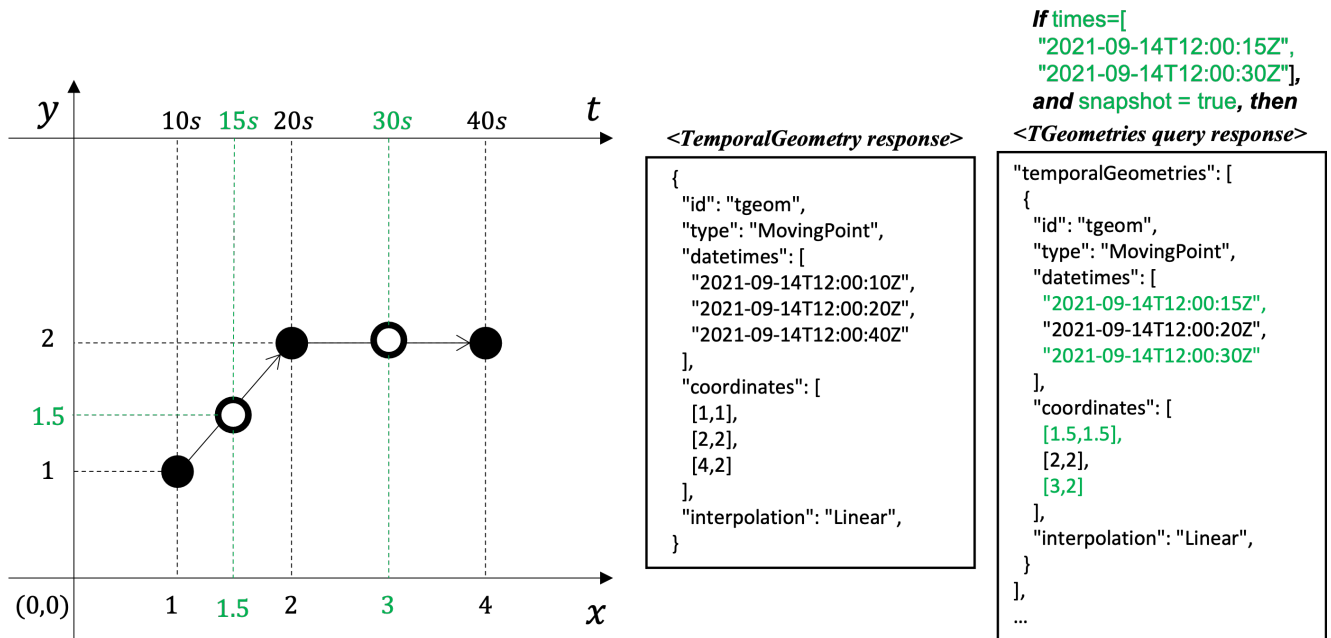 If times=[
"2021-09-14T12:00:15Z",
"2021-09-14T12:00:30Z"],
and snapshot = true, then
y 10s 15s 20s 30s 40s t
2
1.5
1
(0,0) 1 1.5 2 3 4 x
<TemporalGeometry response>
{
"id": "tgeom",
"type": "MovingPoint",
"datetimes": [
"2021-09-14T12:00:10Z",
"2021-09-14T12:00:20Z",
"2021-09-14T12:00:40Z"
],
"coordinates": [
[1,1],
[2,2],
[4,2]
],
"interpolation": "Linear",
}
<TGeometries query response>
"temporalGeometries": [
{
"id": "tgeom",
"type": "MovingPoint",
"datetimes": [
"2021-09-14T12:00:15Z",
"2021-09-14T12:00:20Z",
"2021-09-14T12:00:30Z"
],
"coordinates": [
[1.5,1.5],
[2,2],
[3,2]
],
"interpolation": "Linear",
}
],
...